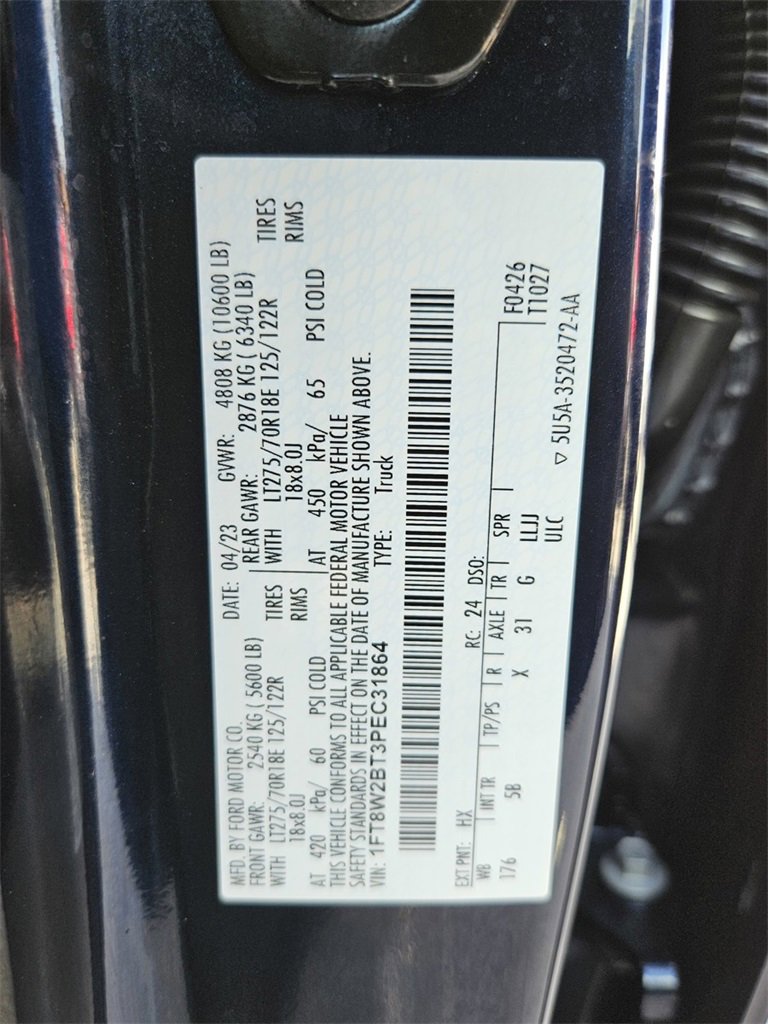 MFD. BY FORD MOTOR CO.
DATE: 04/23 GVWR: 4808 KG (10600 LB)
FRONT GAWR: 2540 KG ( 5600 LB)
REAR GAWR: 2876 KG ( 6340 LB)
WITH LT275/70R18E 125/122R TIRES
WITH LT275/70R18E 125/122R TIRES
18x8.0J RIMS
18x8.0J RIMS
AT 420 kPa/ 60 PSI COLD
AT 450 kPa/ 65 PSI COLD
THIS VEHICLE CONFORMS TO ALL APPLICABLE FEDERAL MOTOR VEHICLE
SAFETY STANDARDS IN EFFECT ON THE DATE OF MANUFACTURE SHOWN ABOVE.
VIN: 1FT8W2BT3PEC31864 TYPE: Truck
EXT PNT: HX RC: 24 DSO: F0426
WB INT TR TP/PS R AXLE TR SPR T1027
176 5B X 31 G LLJJ
ULC ▽ 5U5A-3520472-AA